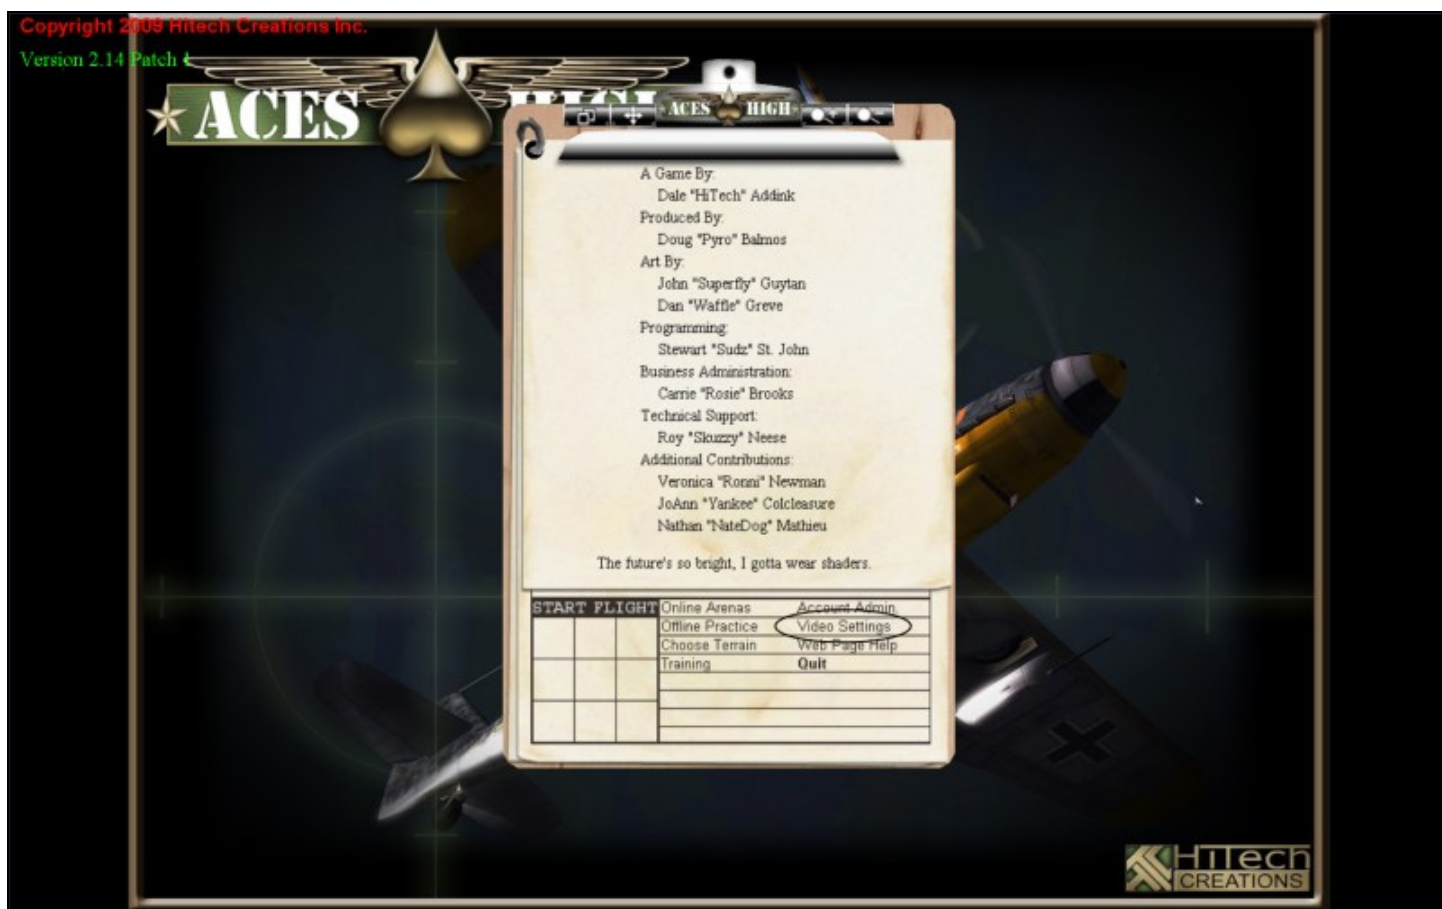 Copyright 2009 Hitech Creations Inc.
Version 2.14 Patch 1
ACES HIGH
ACES HIGH
A Game By:
Dale "HiTech" Addink
Produced By:
Doug "Pyro" Balmos
Art By:
John "Superfly" Guytan
Dan "Waffle" Greve
Programming:
Stewart "Sudz" St. John
Business Administration:
Carrie "Rosie" Brooks
Technical Support:
Roy "Skuzzy" Neese
Additional Contributions:
Veronica "Ronni" Newman
JoAnn "Yankee" Colcleasure
Nathan "NateDog" Mathieu
The future's so bright, I gotta wear shaders.
START FLIGHT Online Arenas Account Admin
Offline Practice Video Settings
Choose Terrain Web Page Help
Training Quit
HiTech
CREATIONS